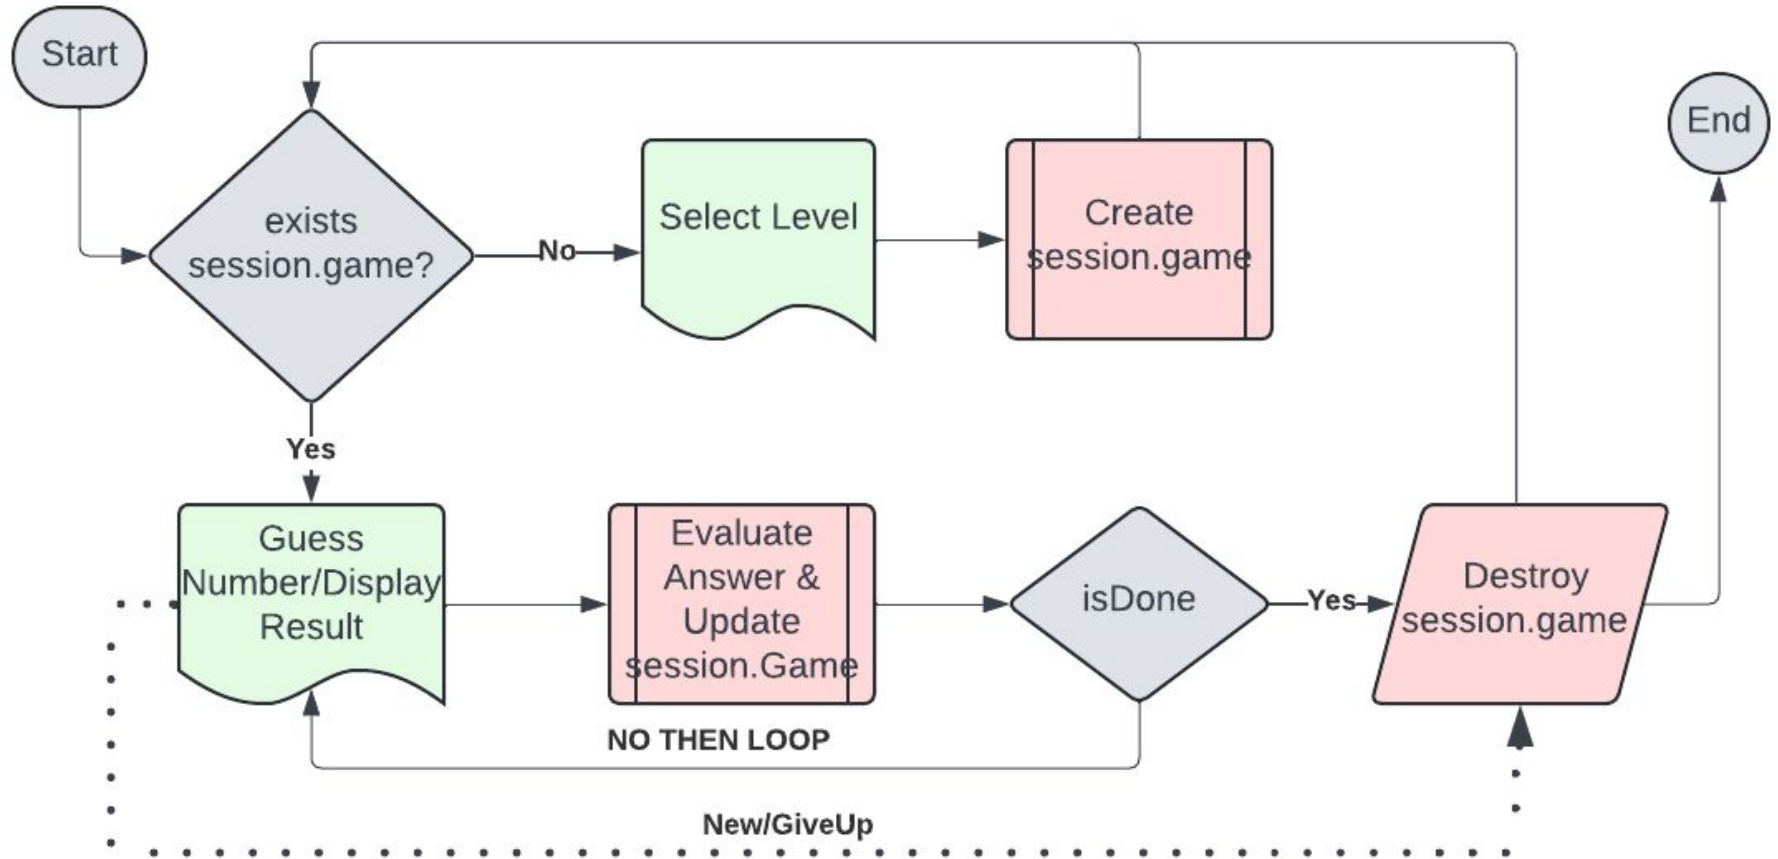 Start
End
exists
session.game?
No
Select Level
Create
session.game
Yes
Guess
Number/Display
Result
Evaluate
Answer &
Update
session.Game
isDone
Yes
Destroy
session.game
NO THEN LOOP
New/GiveUp